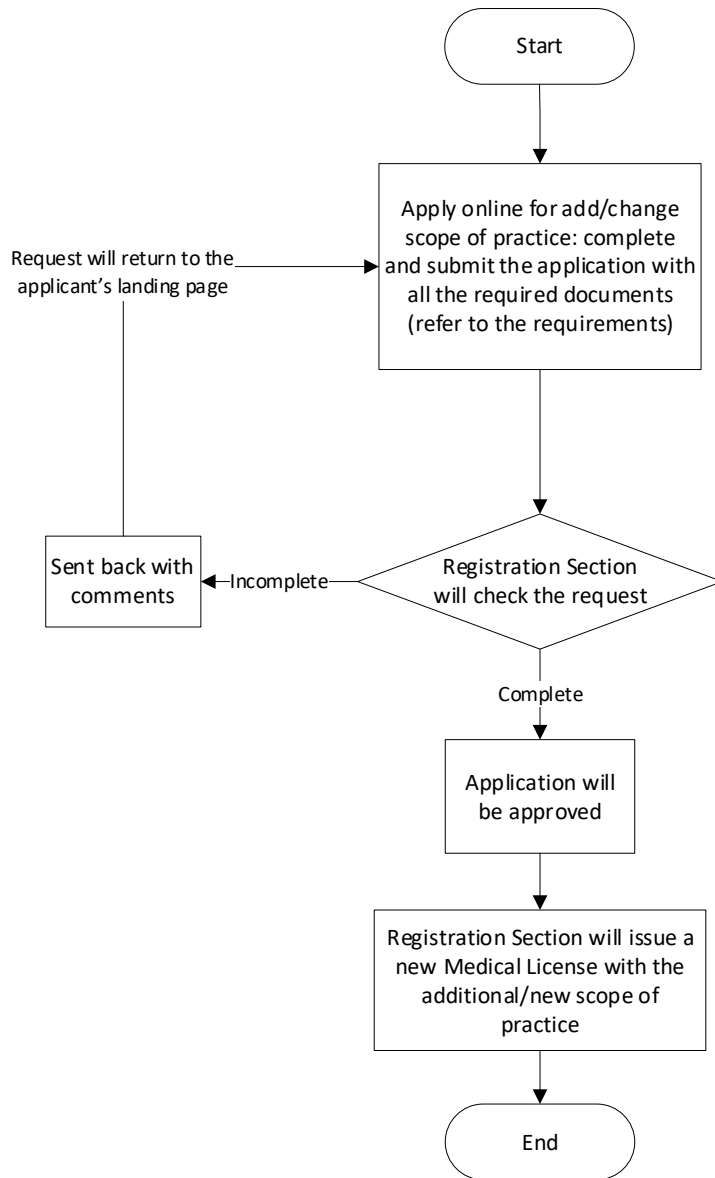 Start
Apply online for add/change
scope of practice: complete
and submit the application with
all the required documents
(refer to the requirements)
Request will return to the
applicant’s landing page
Sent back with
comments
Incomplete
Registration Section
will check the request
Complete
Application will
be approved
Registration Section will issue a
new Medical License with the
additional/new scope of
practice
End